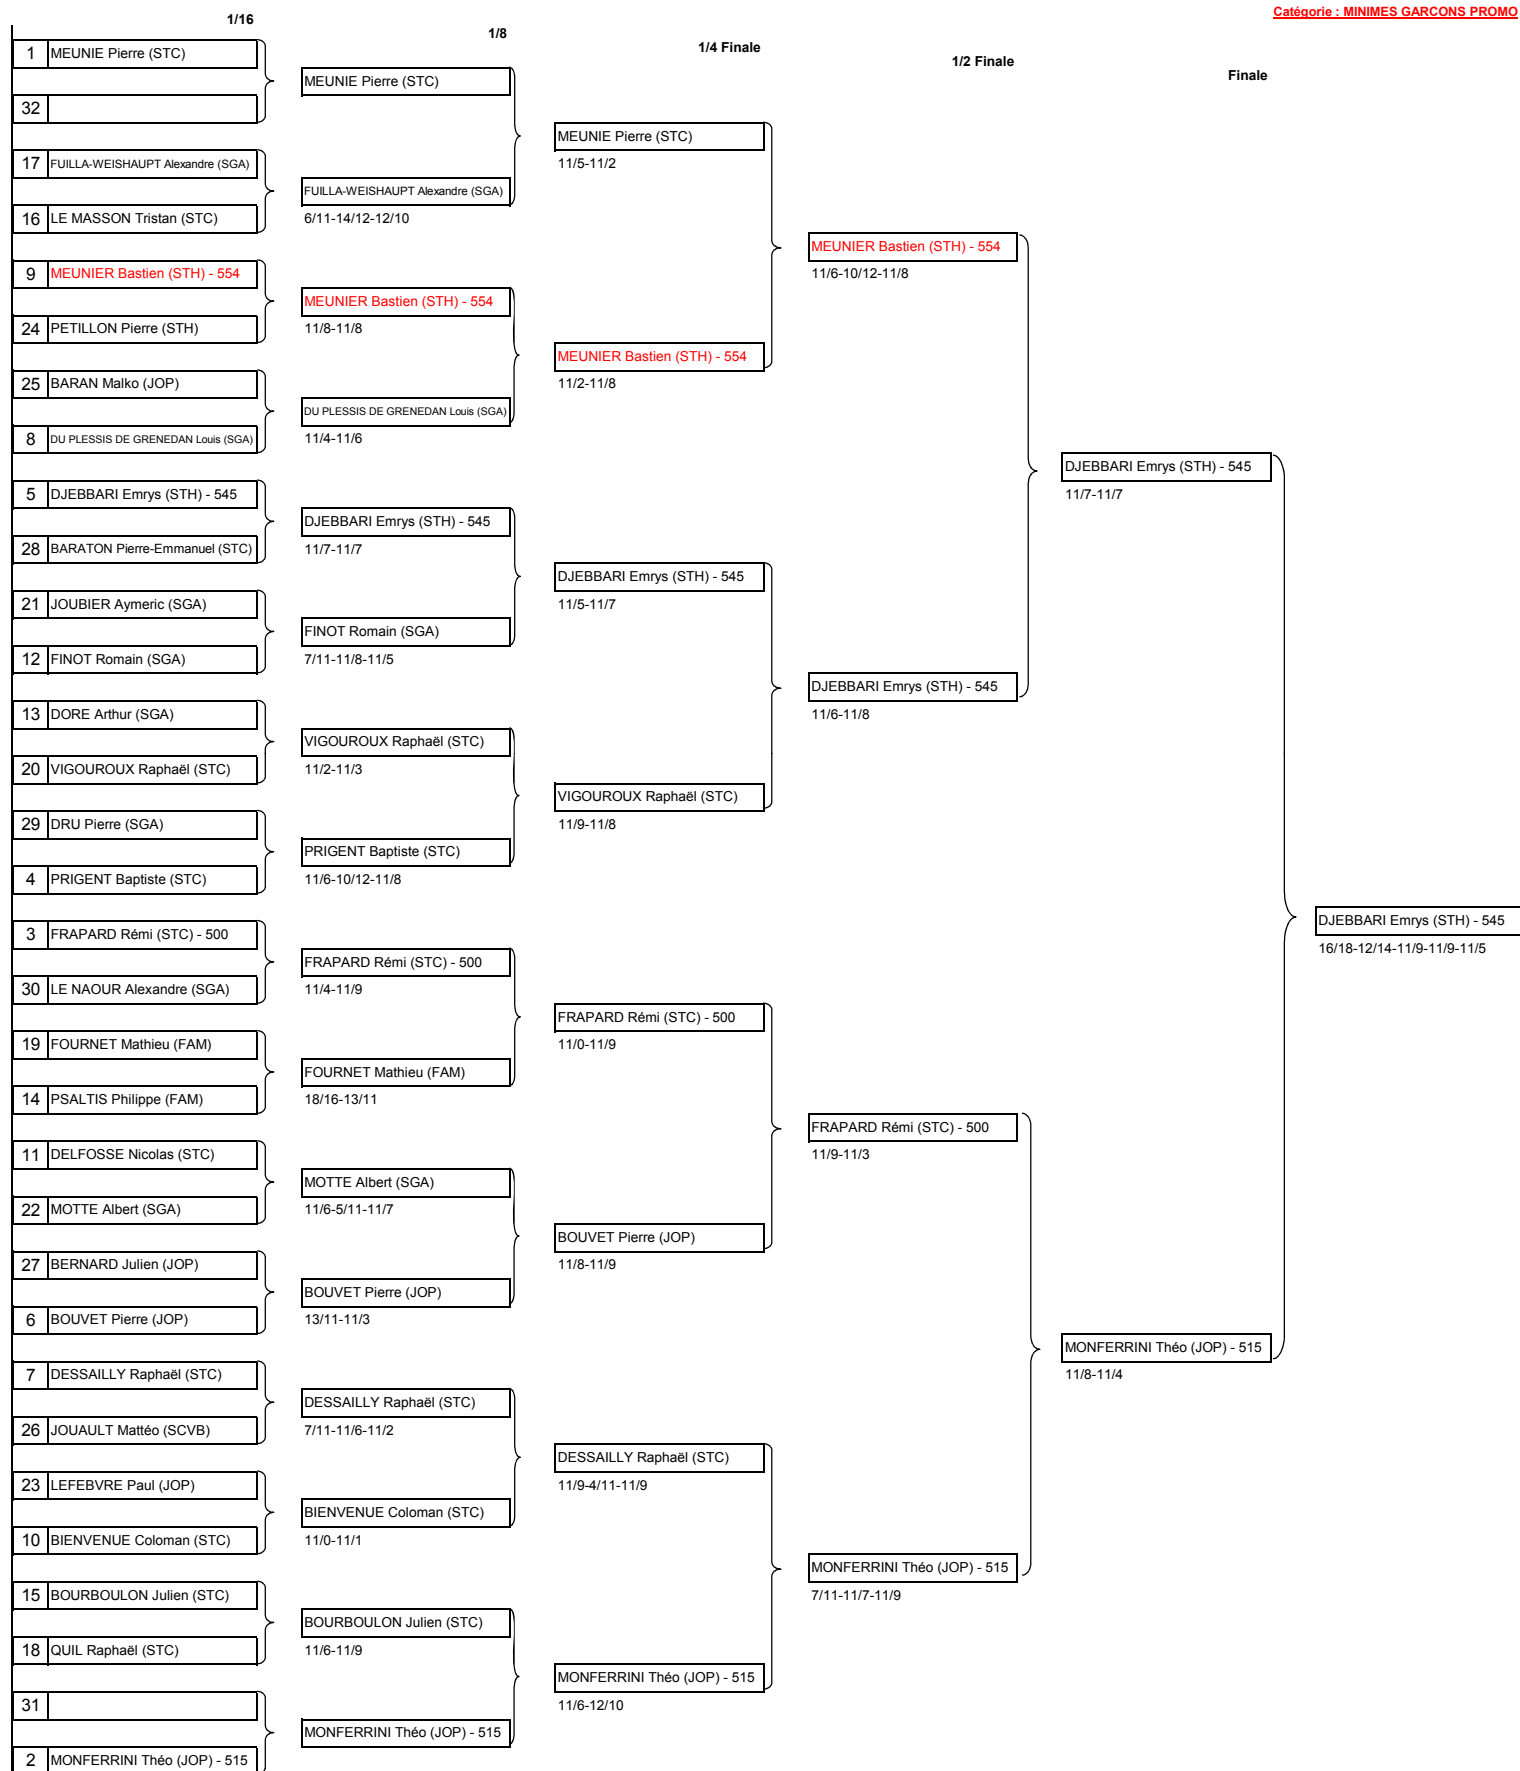 Catégorie : MINIMES GARCONS PROMO
1/16
1/8
1/4 Finale
1/2 Finale
Finale
1 MEUNIE Pierre (STC)
32
17 FUILLA-WEISHAUPT Alexandre (SGA)
16 LE MASSON Tristan (STC)
9 MEUNIER Bastien (STH) - 554
24 PETILLON Pierre (STH)
25 BARAN Malko (JOP)
8 DU PLESSIS DE GRENEDAN Louis (SGA)
5 DJEBBARI Emrys (STH) - 545
28 BARATON Pierre-Emmanuel (STC)
21 JOUBIER Aymeric (SGA)
12 FINOT Romain (SGA)
13 DORE Arthur (SGA)
20 VIGOUROUX Raphaël (STC)
29 DRU Pierre (SGA)
4 PRIGENT Baptiste (STC)
3 FRAPARD Rémi (STC) - 500
30 LE NAOUR Alexandre (SGA)
19 FOURNET Mathieu (FAM)
14 PSALTIS Philippe (FAM)
11 DELFOSSE Nicolas (STC)
22 MOTTE Albert (SGA)
27 BERNARD Julien (JOP)
6 BOUVET Pierre (JOP)
7 DESSAILLY Raphaël (STC)
26 JOUAULT Mattéo (SCVB)
23 LEFEBVRE Paul (JOP)
10 BIENVENUE Coloman (STC)
15 BOURBOULON Julien (STC)
18 QUIL Raphaël (STC)
31
2 MONFERRINI Théo (JOP) - 515
MEUNIE Pierre (STC)
FUILLA-WEISHAUPT Alexandre (SGA)
6/11-14/12-12/10
MEUNIER Bastien (STH) - 554
11/8-11/8
DU PLESSIS DE GRENEDAN Louis (SGA)
11/4-11/6
DJEBBARI Emrys (STH) - 545
11/7-11/7
FINOT Romain (SGA)
7/11-11/8-11/5
VIGOUROUX Raphaël (STC)
11/2-11/3
PRIGENT Baptiste (STC)
11/6-10/12-11/8
FRAPARD Rémi (STC) - 500
11/4-11/9
FOURNET Mathieu (FAM)
18/16-13/11
MOTTE Albert (SGA)
11/6-5/11-11/7
BOUVET Pierre (JOP)
13/11-11/3
DESSAILLY Raphaël (STC)
7/11-11/6-11/2
BIENVENUE Coloman (STC)
11/0-11/1
BOURBOULON Julien (STC)
11/6-11/9
MONFERRINI Théo (JOP) - 515
MEUNIE Pierre (STC)
11/5-11/2
MEUNIER Bastien (STH) - 554
11/2-11/8
DJEBBARI Emrys (STH) - 545
11/5-11/7
VIGOUROUX Raphaël (STC)
11/9-11/8
FRAPARD Rémi (STC) - 500
11/0-11/9
BOUVET Pierre (JOP)
11/8-11/9
DESSAILLY Raphaël (STC)
11/9-4/11-11/9
MONFERRINI Théo (JOP) - 515
11/6-12/10
MEUNIER Bastien (STH) - 554
11/6-10/12-11/8
DJEBBARI Emrys (STH) - 545
11/6-11/8
FRAPARD Rémi (STC) - 500
11/9-11/3
MONFERRINI Théo (JOP) - 515
7/11-11/7-11/9
DJEBBARI Emrys (STH) - 545
11/7-11/7
MONFERRINI Théo (JOP) - 515
11/8-11/4
DJEBBARI Emrys (STH) - 545
16/18-12/14-11/9-11/9-11/5